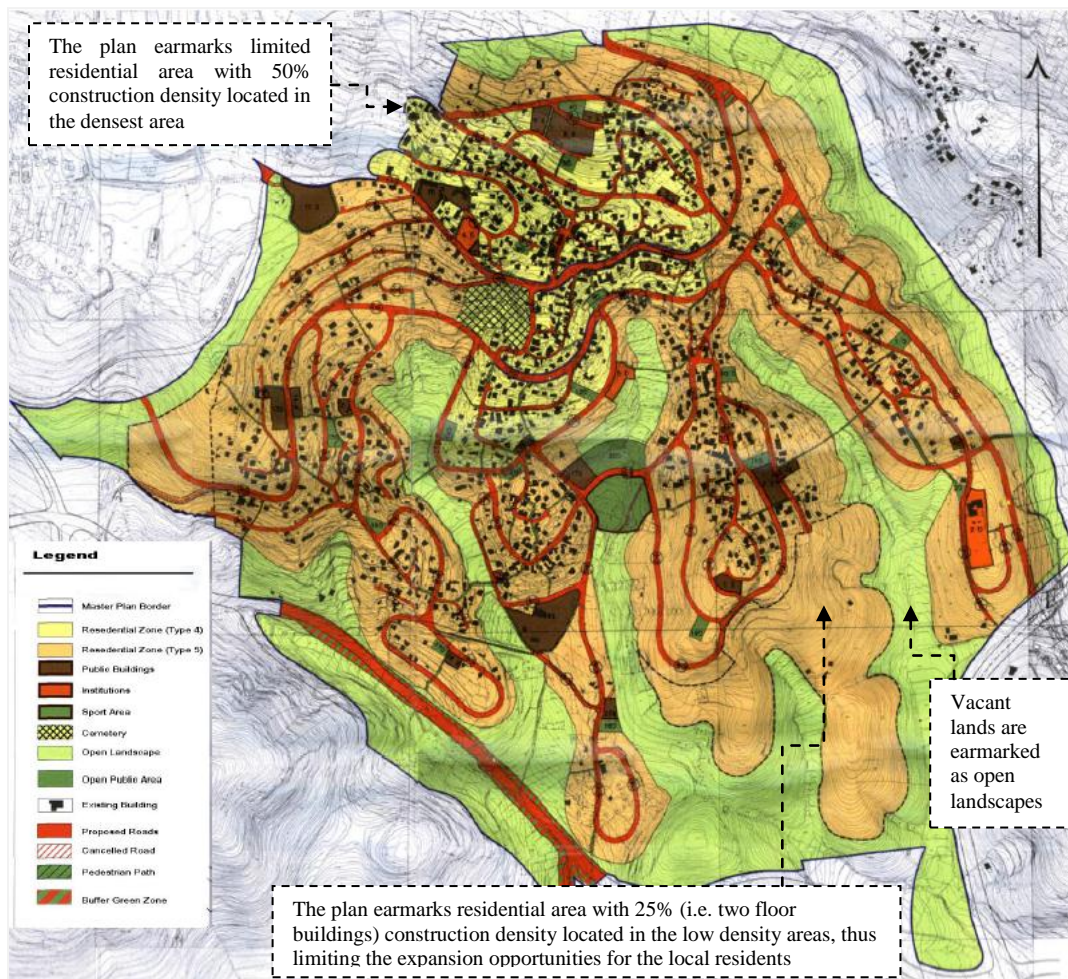 The plan earmarks limited
residential area with 50%
construction density located in
the densest area
Legend
Master Plan Border
Resedential Zone (Type 4)
Resedential Zone (Type 5)
Public Buildings
Institutions
Sport Area
Cemetery
Open Landscape
Open Public Area
Existing Building
Proposed Roads
Cancelled Road
Pedestrian Path
Buffer Green Zone
Vacant
lands are
earmarked
as open
landscapes
The plan earmarks residential area with 25% (i.e. two floor
buildings) construction density located in the low density areas, thus
limiting the expansion opportunities for the local residents